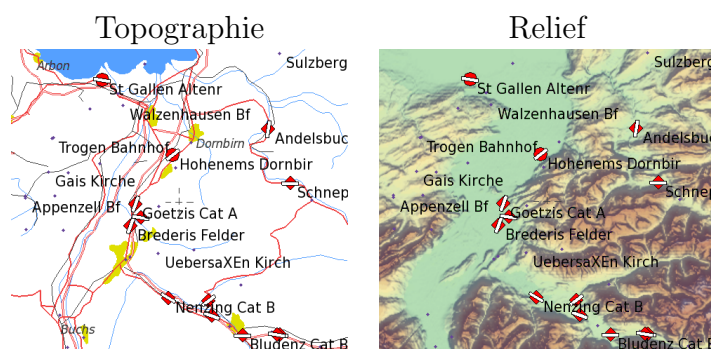 Topographie
Arbon
Sulzberg
St Gallen Altenr
Walzenhausen Bf
Dornbirn
Andelsbuc
Trogen Bahnhof
Hohenems Dornbir
Gais Kirche
Schnep
Appenzell Bf
Goetzis Cat A
Brederis Felder
UebersaXEn Kirch
Nenzing Cat B
Buchs
Bludenz Cat B
Relief
Sulzberg
St Gallen Altenr
Walzenhausen Bf
Andelsbuc
Trogen Bahnhof
Hohenems Dornbir
Gais Kirche
Schnep
Appenzell Bf
Goetzis Cat A
Brederis Felder
UebersaXEn Kirch
Nenzing Cat B
Bludenz Cat B